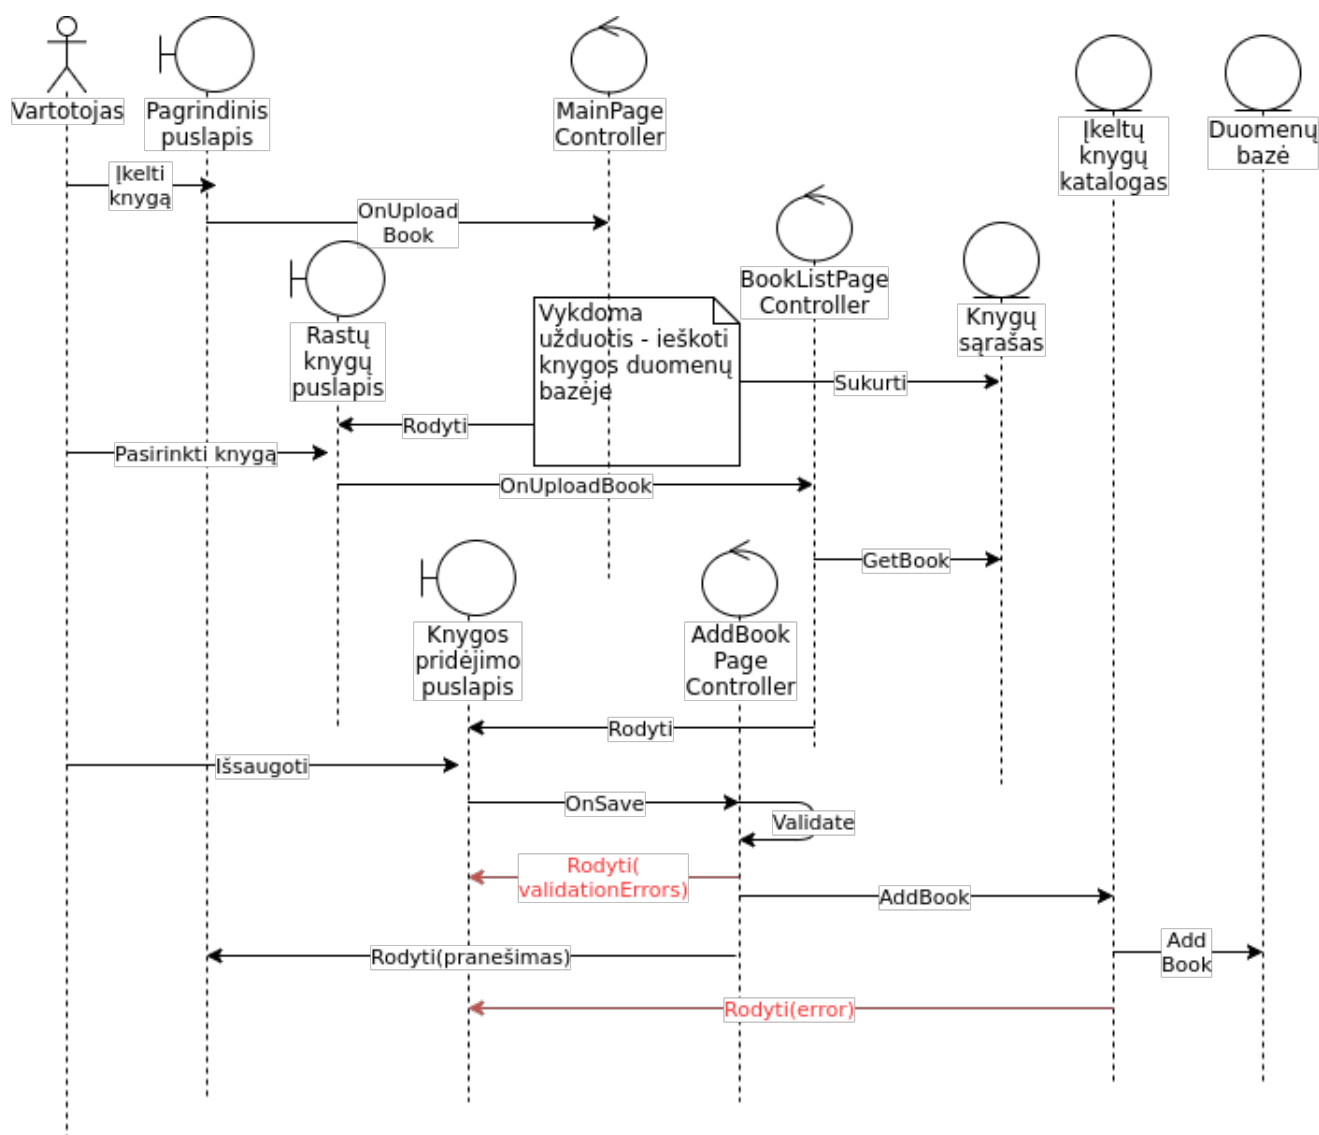 Vartotojas
Pagrindinis
puslapis
MainPage
Controller
Įkeltų
knygų
katalogas
Duomenų
bazė
Įkelti
knygą
OnUpload
Book
BookListPage
Controller
Rastų
knygų
puslapis
Vykdoma
užduotis - ieškoti
knygos duomenų
bazėje
Knygų
sąrašas
Sukurti
Rodyti
Pasirinkti knygą
OnUploadBook
GetBook
Knygos
pridėjimo
puslapis
AddBook
Page
Controller
Rodyti
Išsaugoti
OnSave
Validate
Rodyti(
validationErrors)
AddBook
Rodyti(pranešimas)
Add
Book
Rodyti(error)